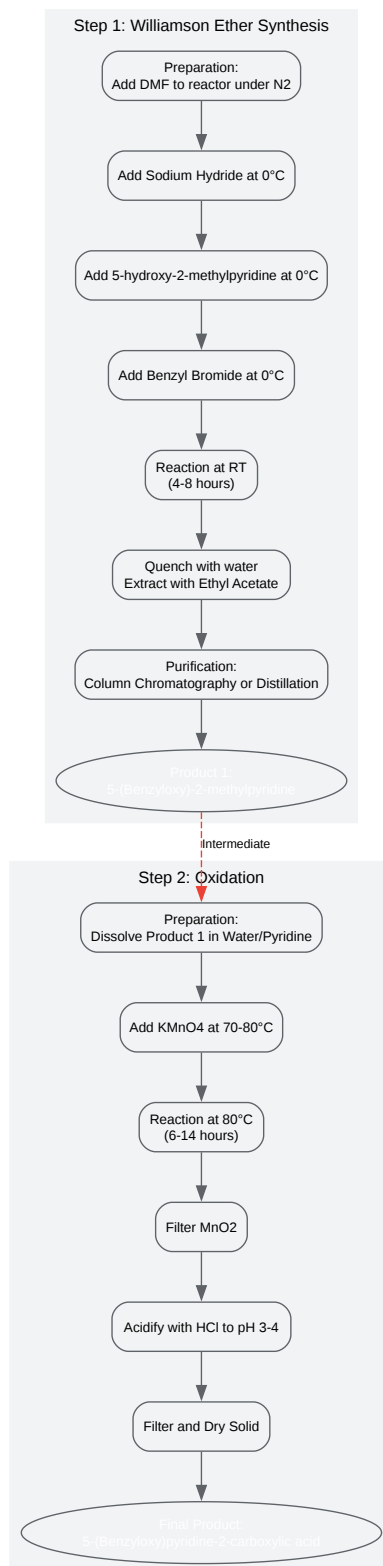 Step 1: Williamson Ether Synthesis
Preparation:
Add DMF to reactor under N2
Add Sodium Hydride at 0°C
Add 5-hydroxy-2-methylpyridine at 0°C
Add Benzyl Bromide at 0°C
Reaction at RT
(4-8 hours)
Quench with water
Extract with Ethyl Acetate
Purification:
Column Chromatography or Distillation
Product 1:
5-(Benzyloxy)-2-methylpyridine
Intermediate
Step 2: Oxidation
Preparation:
Dissolve Product 1 in Water/Pyridine
Add KMnO4 at 70-80°C
Reaction at 80°C
(6-14 hours)
Filter MnO2
Acidify with HCl to pH 3-4
Filter and Dry Solid
Final Product:
5-(Benzyloxy)pyridine-2-carboxylic acid